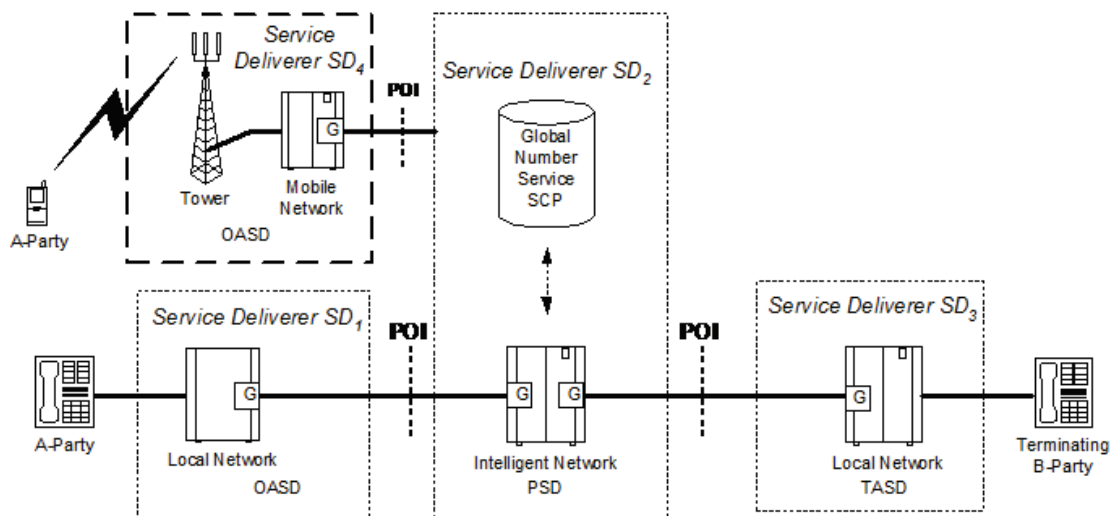 Service
Deliverer SD4
POI
G
Tower
Mobile
Network
OASD
A-Party
Service Deliverer SD2
Global
Number
Service
SCP
Service Deliverer SD1
POI
G
A-Party
Local Network
OASD
G
G
Intelligent Network
PSD
POI
Service Deliverer SD3
G
Local Network
TASD
Terminating
B-Party